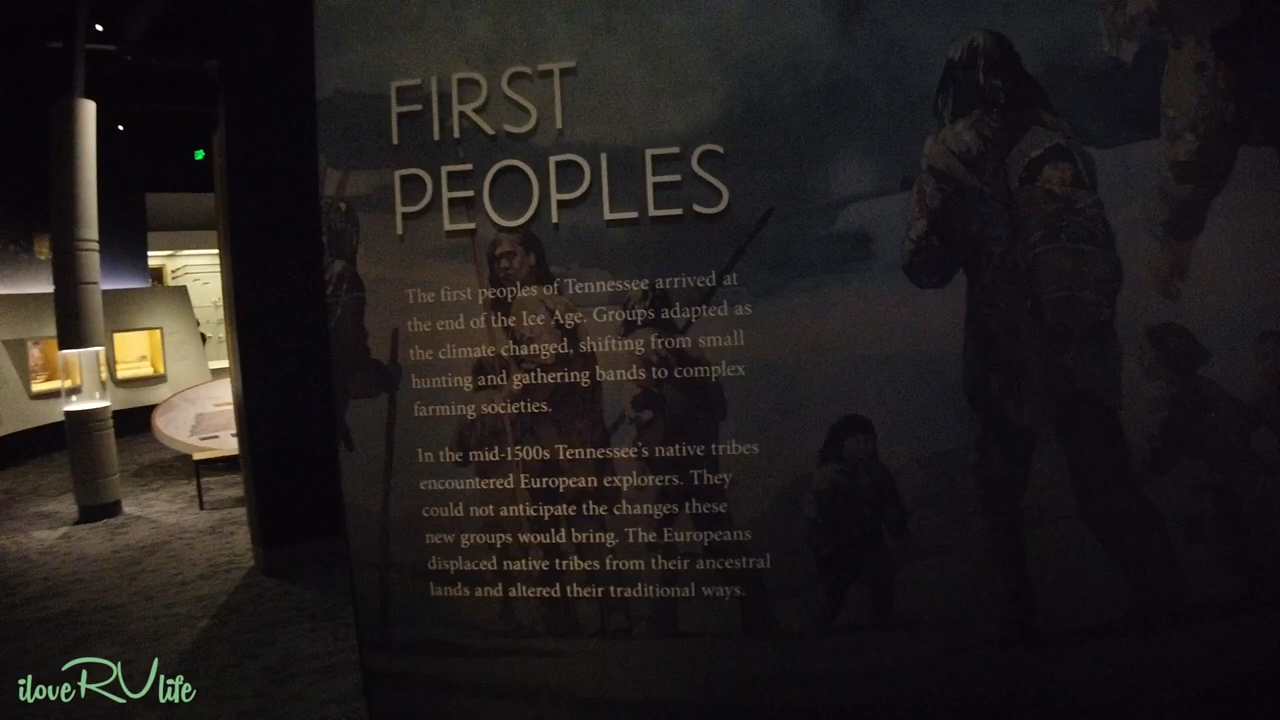 FIRST
PEOPLES
The first peoples of Tennessee arrived at
the end of the Ice Age. Groups adapted as
the climate changed, shifting from small
hunting and gathering bands to complex
farming societies.
In the mid-1500s Tennessee's native tribes
encountered European explorers. They
could not anticipate the changes these
new groups would bring. The Europeans
displaced native tribes from their ancestral
lands and altered their traditional ways.
iloveRVlife